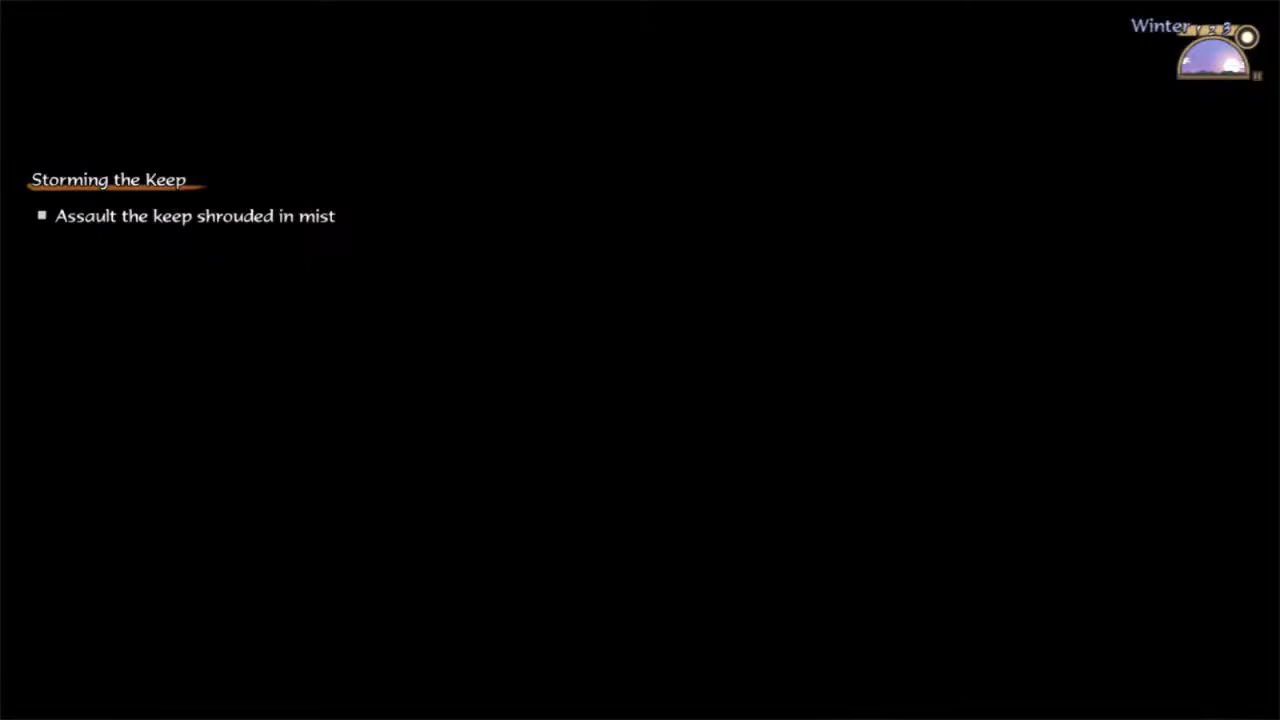 Winter
Storming the Keep
Assault the keep shrouded in mist